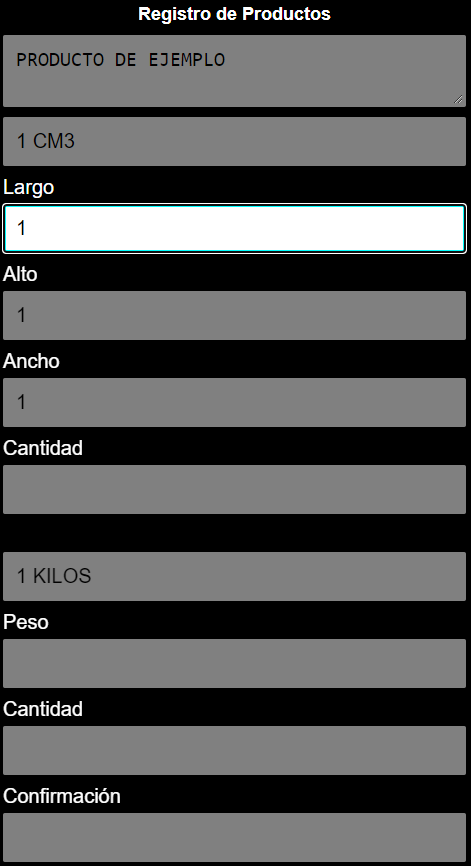 Registro de Productos
PRODUCTO DE EJEMPLO
1 CM3
Largo
1
Alto
1
Ancho
1
Cantidad
1 KILOS
Peso
Cantidad
Confirmación